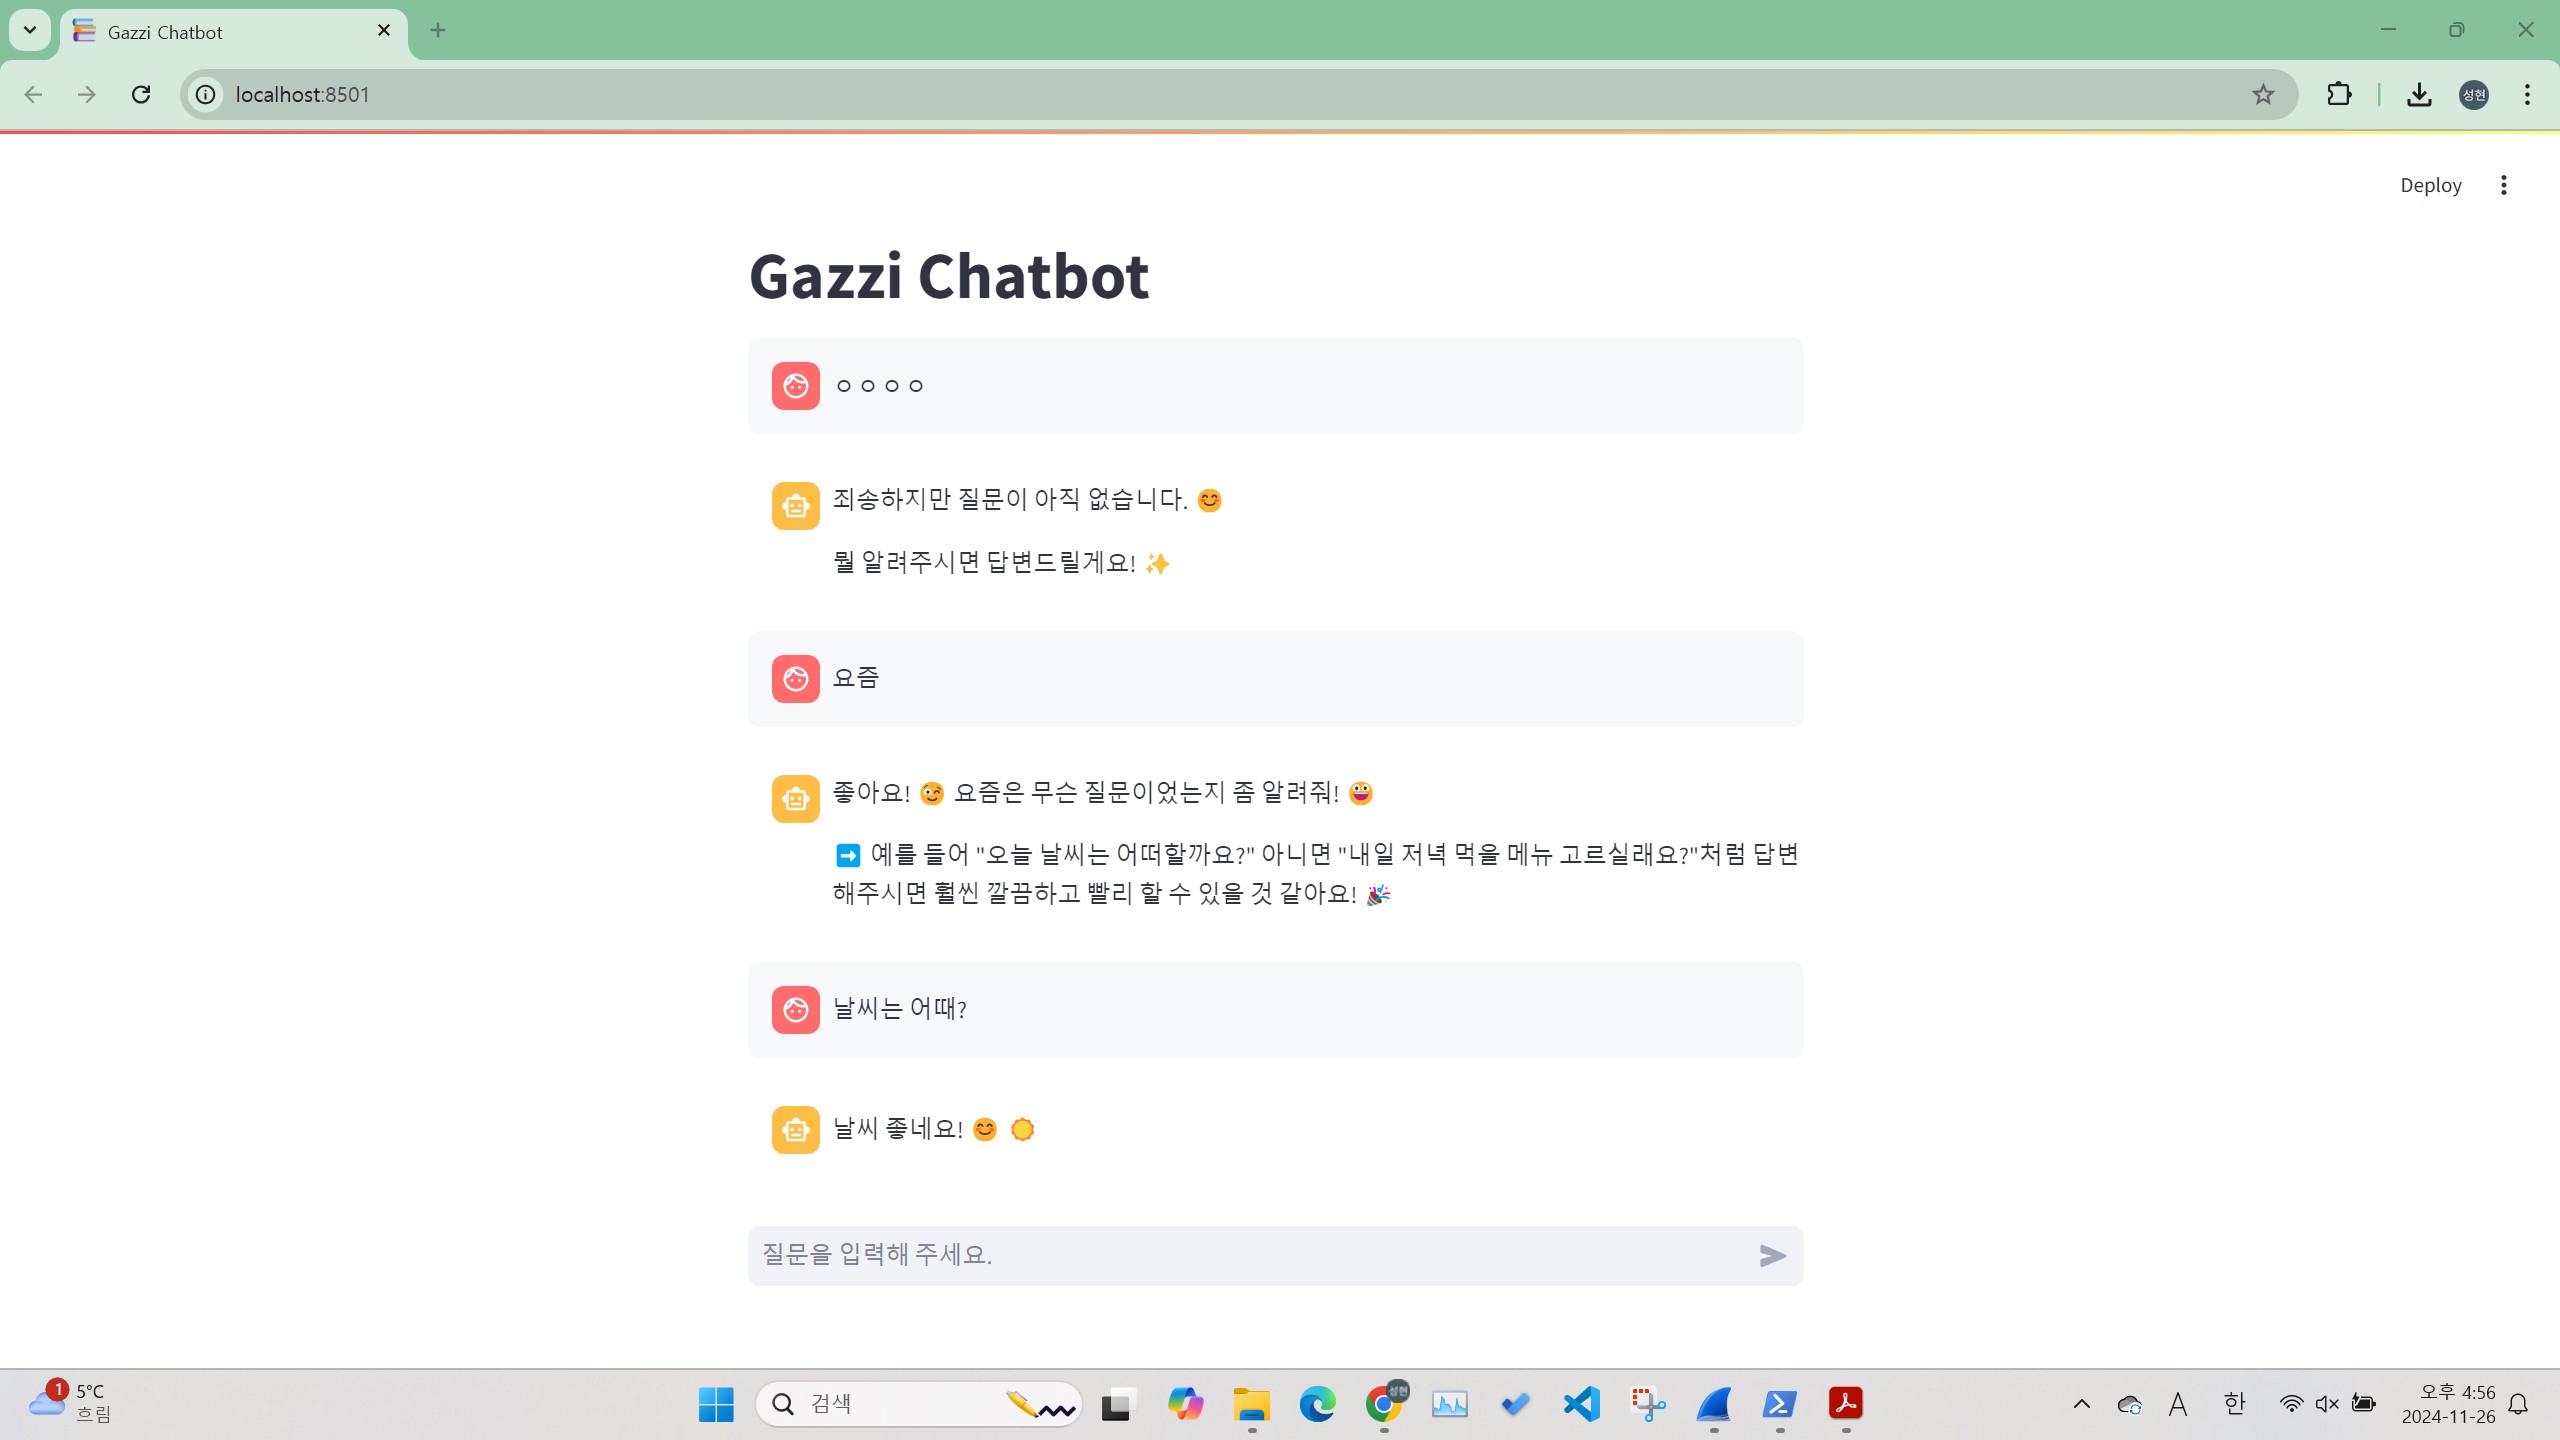 Gazzi Chatbot
localhost:8501
성현
Deploy
Gazzi Chatbot
ㅇㅇㅇㅇ
죄송하지만 질문이 아직 없습니다. 😊
뭘 알려주시면 답변드릴게요! ✨
요즘
좋아요! 😉 요즘은 무슨 질문이었는지 좀 알려줘! 😀
➡️ 예를 들어 "오늘 날씨는 어떠할까요?" 아니면 "내일 저녁 먹을 메뉴 고르실래요?"처럼 답변
해주시면 훨씬 깔끔하고 빨리 할 수 있을 것 같아요! 🎉
날씨는 어때?
날씨 좋네요! 😊 🌞
질문을 입력해 주세요.
1
5°C
흐림
검색
성현
A
한
오후 4:56
2024-11-26